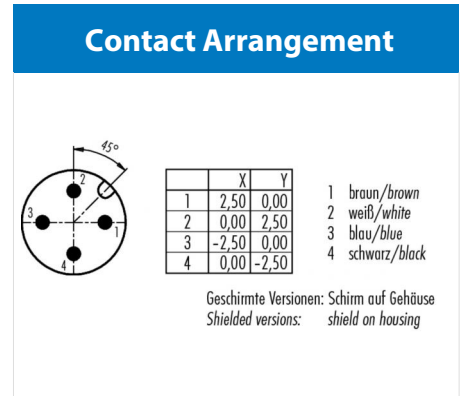 Contact Arrangement
45°
2
3
1
4
X Y
1 2,50 0,00
2 0,00 2,50
3 -2,50 0,00
4 0,00 -2,50
1 braun/brown
2 weiß/white
3 blau/blue
4 schwarz/black
Geschirmte Versionen: Schirm auf Gehäuse
Shielded versions: shield on housing